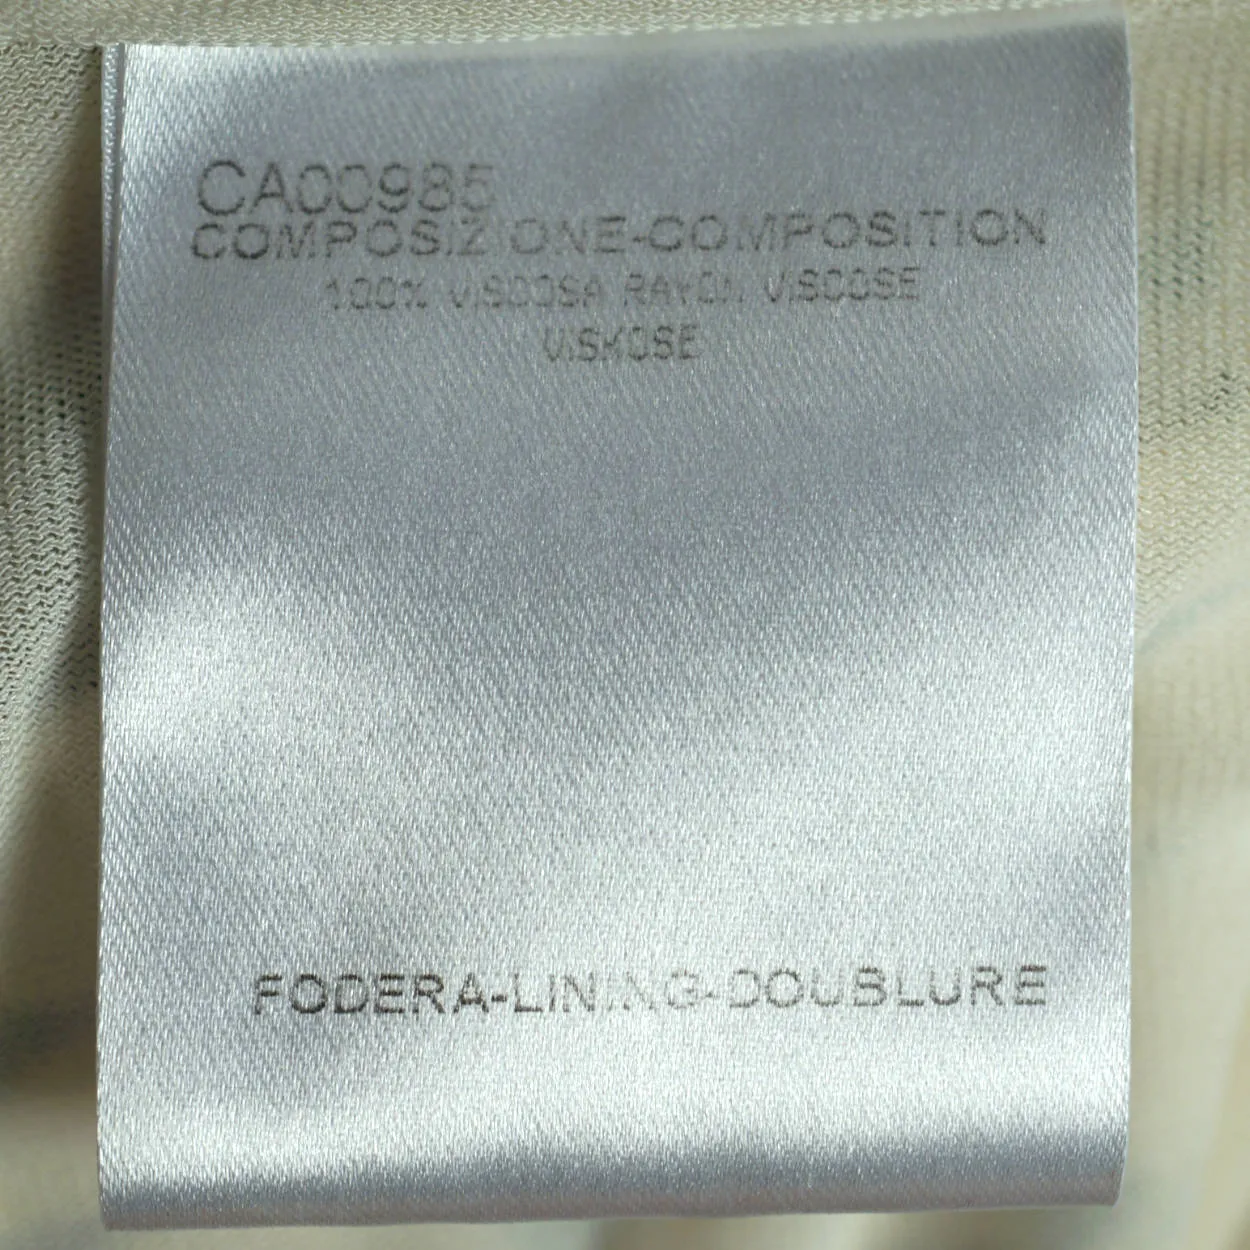 CA00985
COMPOSIZIONE-COMPOSITION
100% VISCOSA RAYON VISCOSE
VISKOSE
FODERA-LINING-DOUBLURE